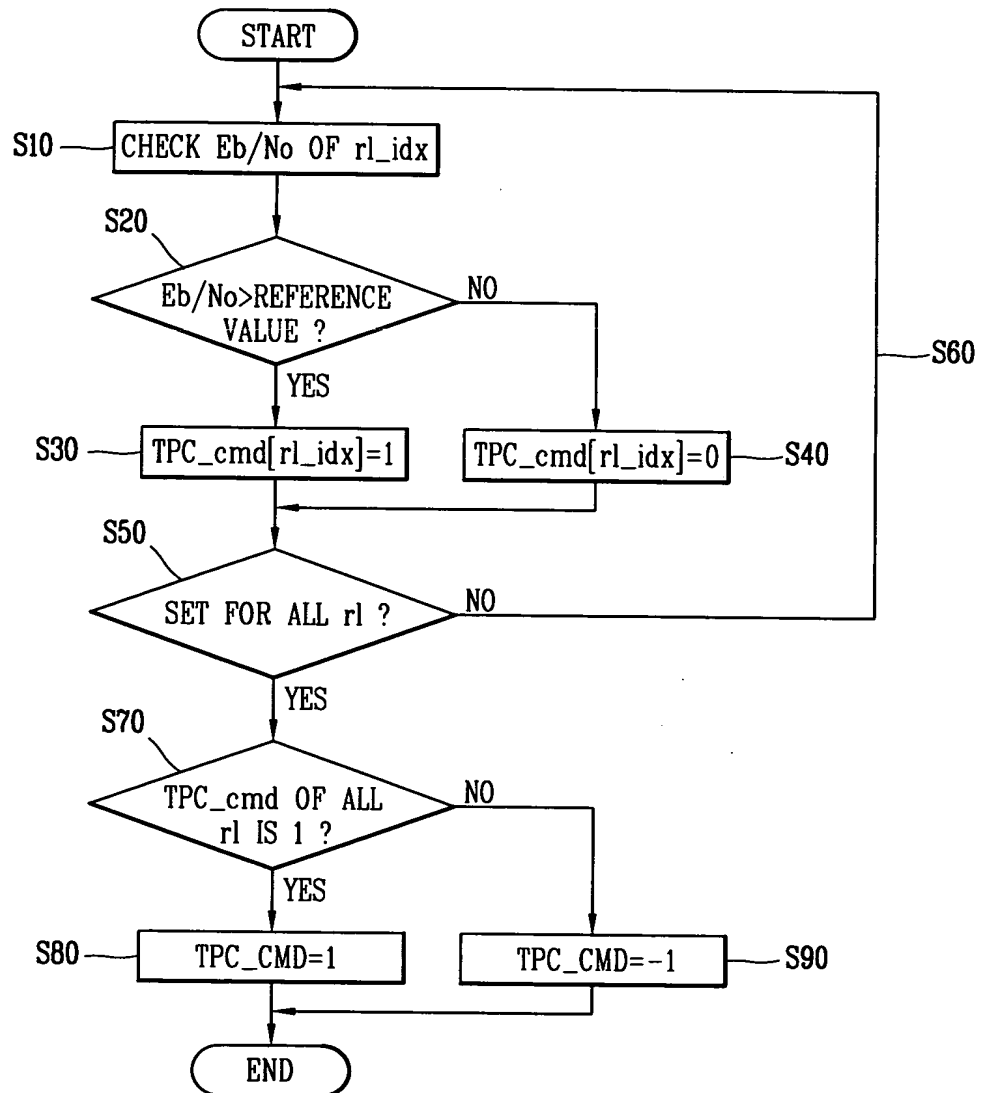 START
S10
CHECK Eb/No OF rl_idx
S20
Eb/No>REFERENCE
VALUE ?
NO
YES
S60
S30
TPC_cmd[rl_idx]=1
TPC_cmd[rl_idx]=0
S40
S50
SET FOR ALL rl ?
NO
YES
S70
TPC_cmd OF ALL
rl IS 1 ?
NO
YES
S80
TPC_CMD=1
TPC_CMD=-1
S90
END